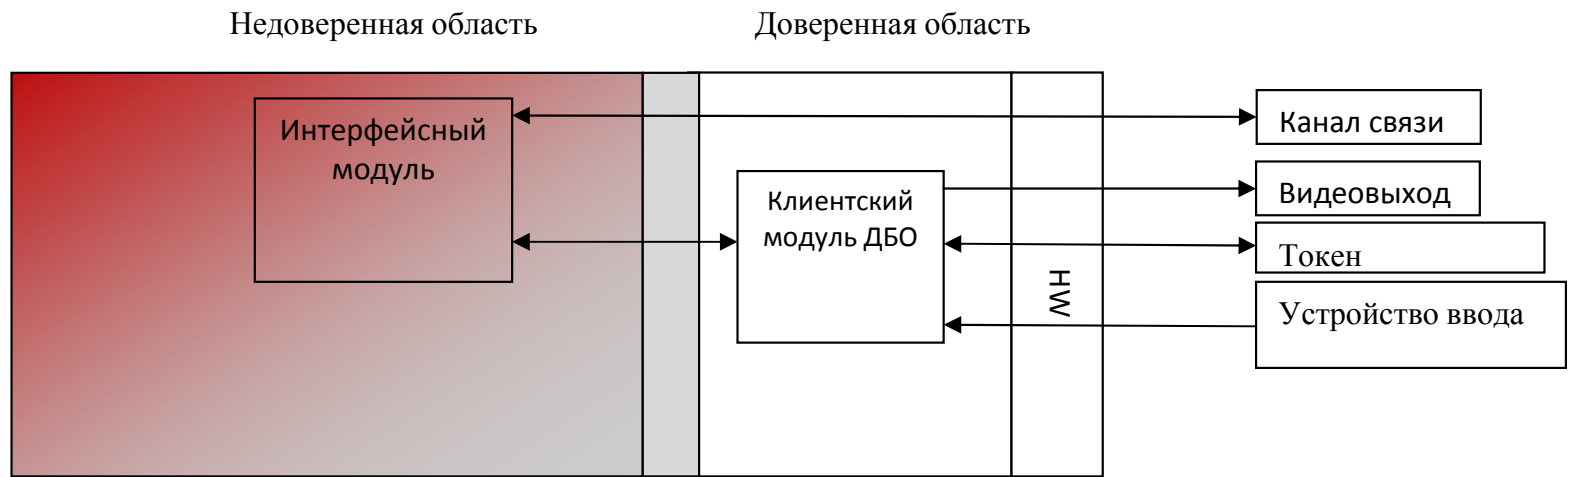 Недоверенная область
Доверенная область
Интерфейсный
модуль
Канал связи
Клиентский
модуль ДБО
Видеовыход
Токен
HW
Устройство ввода